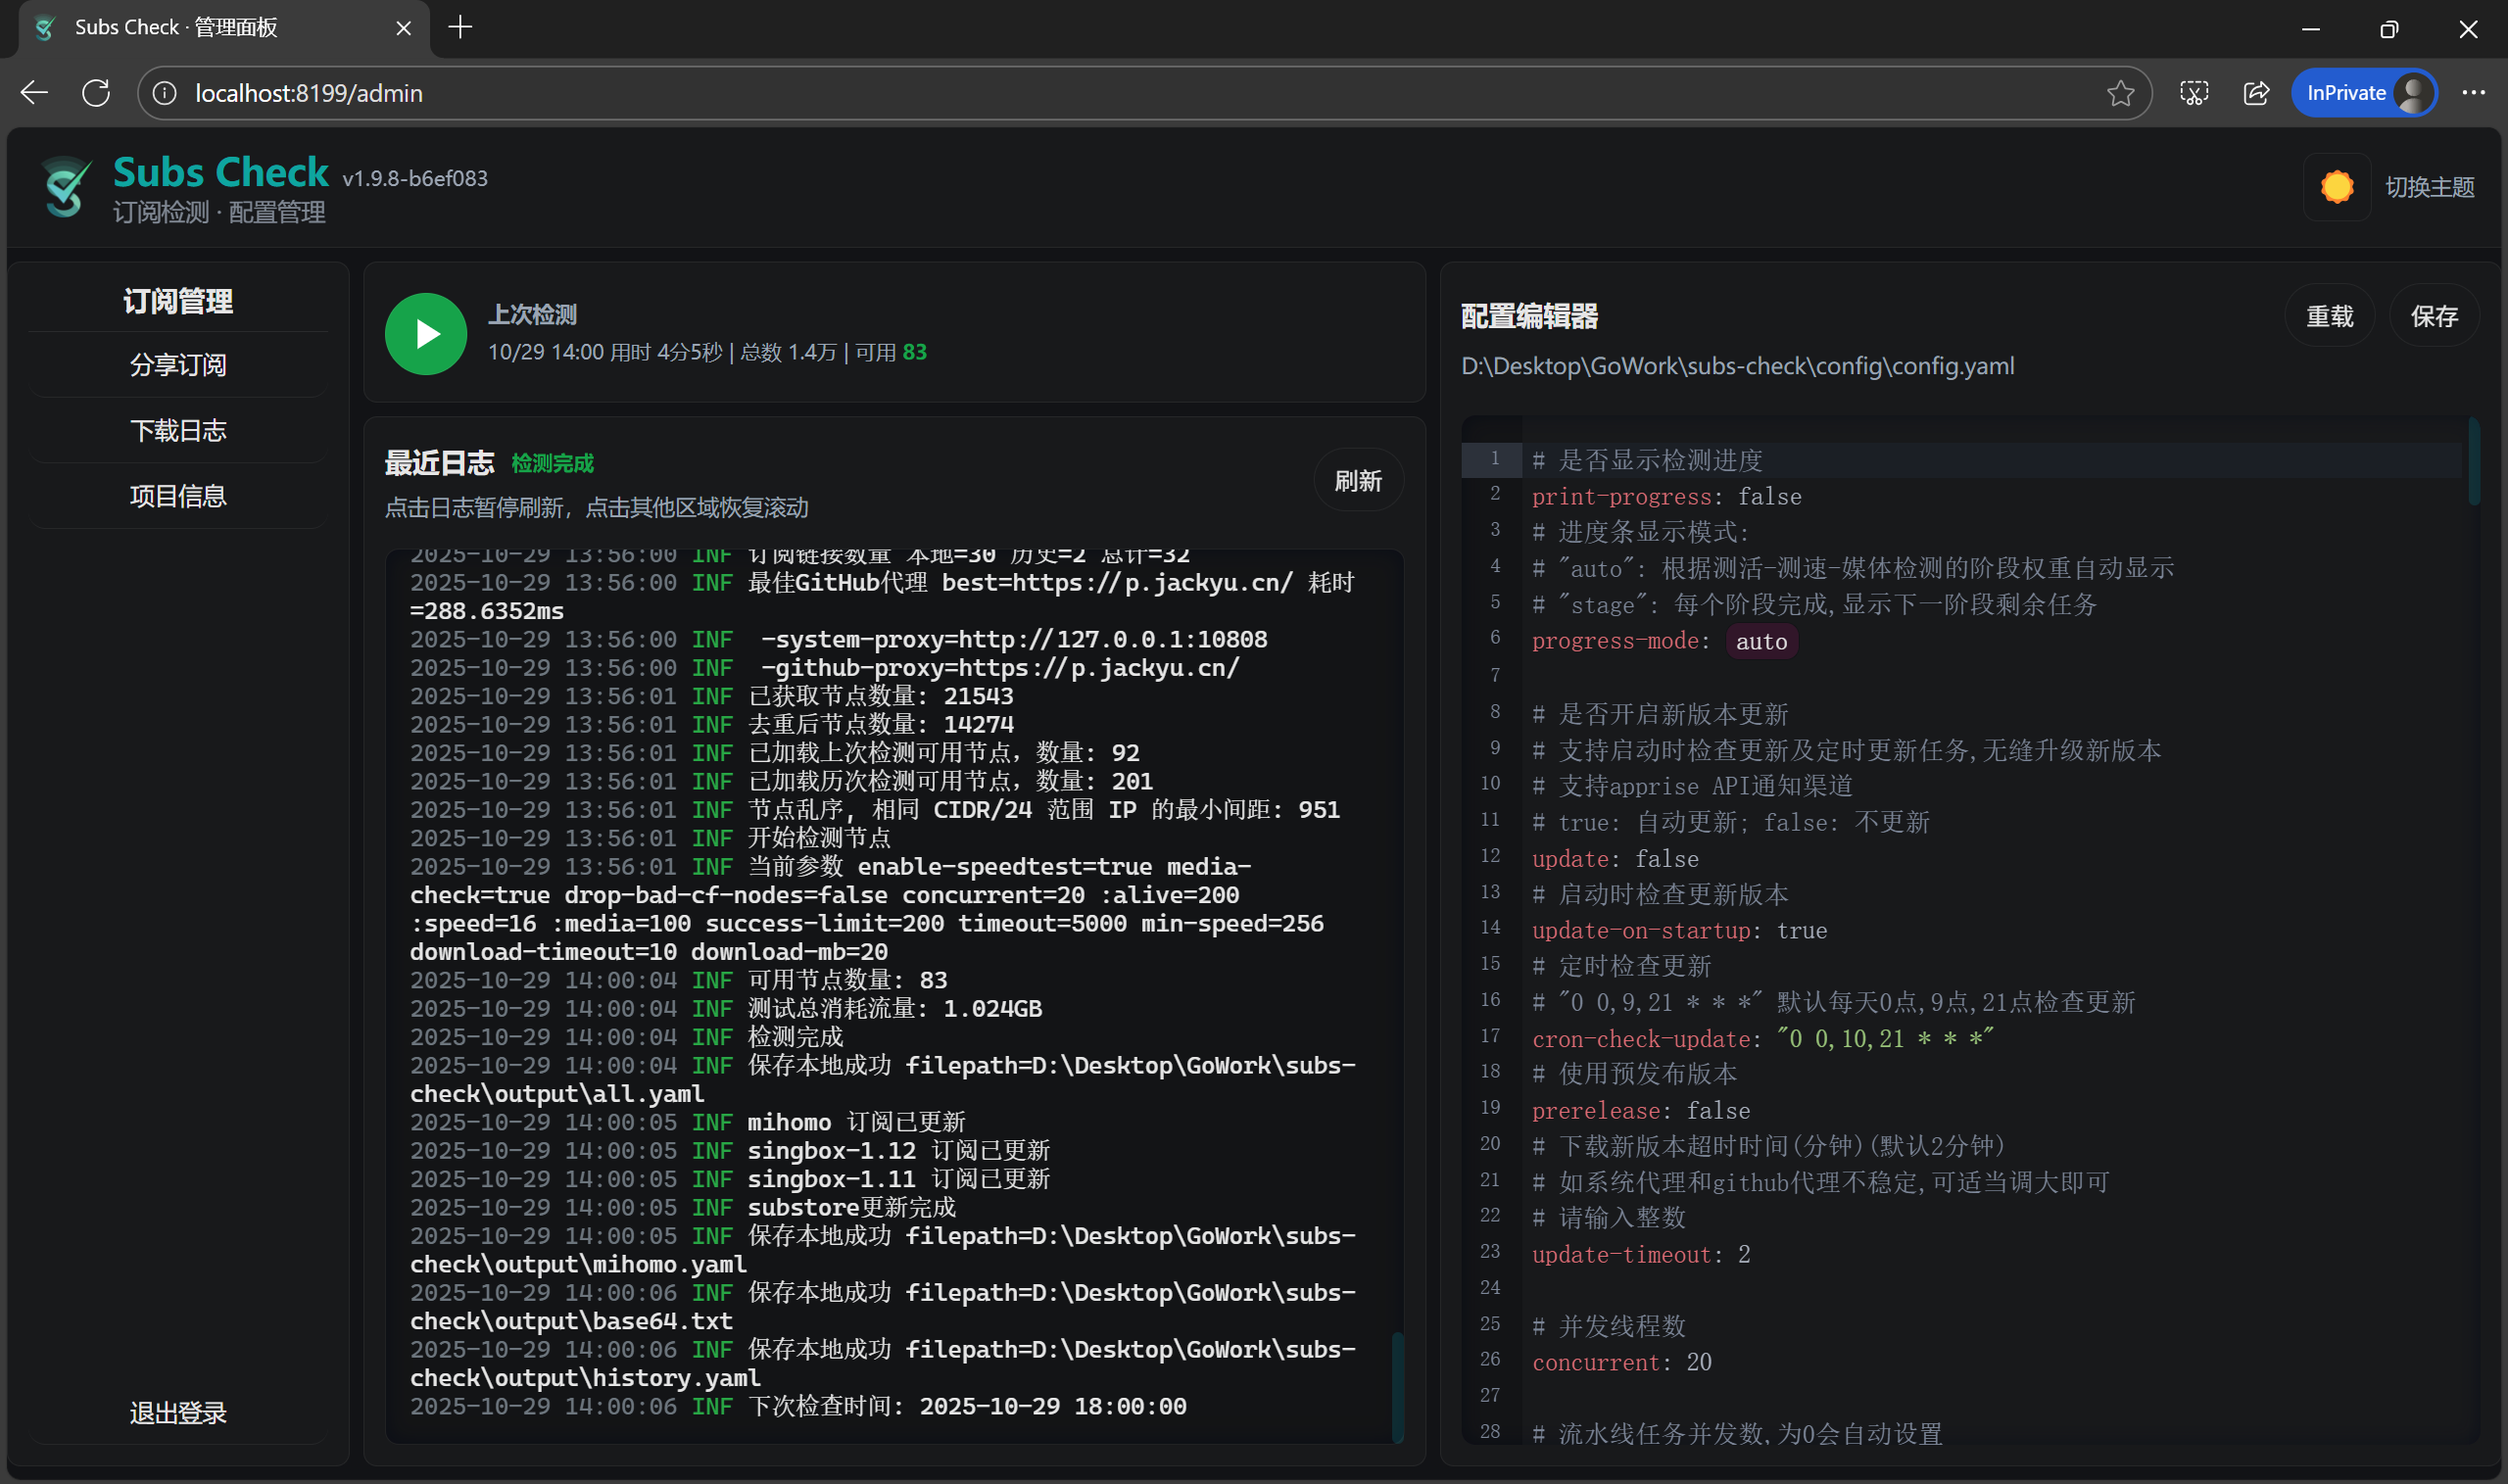 Subs Check · 管理面板
localhost:8199/admin
InPrivate
Subs Check v1.9.8-b6ef083
订阅检测 · 配置管理
切换主题
订阅管理
分享订阅
下载日志
项目信息
退出登录
上次检测
10/29 14:00 用时 4分5秒 | 总数 1.4万 | 可用 83
最近日志 检测完成
点击日志暂停刷新，点击其他区域恢复滚动
刷新
2025-10-29 13:56:00 INF 订阅链接数量 本地=30 历史=2 总计=32
2025-10-29 13:56:00 INF 最佳GitHub代理 best=https://p.jackyu.cn/ 耗时
=288.6352ms
2025-10-29 13:56:00 INF  -system-proxy=http://127.0.0.1:10808
2025-10-29 13:56:00 INF  -github-proxy=https://p.jackyu.cn/
2025-10-29 13:56:01 INF 已获取节点数量: 21543
2025-10-29 13:56:01 INF 去重后节点数量: 14274
2025-10-29 13:56:01 INF 已加载上次检测可用节点，数量: 92
2025-10-29 13:56:01 INF 已加载历次检测可用节点，数量: 201
2025-10-29 13:56:01 INF 节点乱序, 相同 CIDR/24 范围 IP 的最小间距: 951
2025-10-29 13:56:01 INF 开始检测节点
2025-10-29 13:56:01 INF 当前参数 enable-speedtest=true media-
check=true drop-bad-cf-nodes=false concurrent=20 :alive=200
:speed=16 :media=100 success-limit=200 timeout=5000 min-speed=256
download-timeout=10 download-mb=20
2025-10-29 14:00:04 INF 可用节点数量: 83
2025-10-29 14:00:04 INF 测试总消耗流量: 1.024GB
2025-10-29 14:00:04 INF 检测完成
2025-10-29 14:00:04 INF 保存本地成功 filepath=D:\Desktop\GoWork\subs-
check\output\all.yaml
2025-10-29 14:00:05 INF mihomo 订阅已更新
2025-10-29 14:00:05 INF singbox-1.12 订阅已更新
2025-10-29 14:00:05 INF singbox-1.11 订阅已更新
2025-10-29 14:00:05 INF substore更新完成
2025-10-29 14:00:05 INF 保存本地成功 filepath=D:\Desktop\GoWork\subs-
check\output\mihomo.yaml
2025-10-29 14:00:06 INF 保存本地成功 filepath=D:\Desktop\GoWork\subs-
check\output\base64.txt
2025-10-29 14:00:06 INF 保存本地成功 filepath=D:\Desktop\GoWork\subs-
check\output\history.yaml
2025-10-29 14:00:06 INF 下次检查时间: 2025-10-29 18:00:00
配置编辑器
重载
保存
D:\Desktop\GoWork\subs-check\config\config.yaml
1 # 是否显示检测进度
2 print-progress: false
3 # 进度条显示模式:
4 # "auto": 根据测活-测速-媒体检测的阶段权重自动显示
5 # "stage": 每个阶段完成,显示下一阶段剩余任务
6 progress-mode: auto
7
8 # 是否开启新版本更新
9 # 支持启动时检查更新及定时更新任务,无缝升级新版本
10 # 支持apprise API通知渠道
11 # true: 自动更新; false: 不更新
12 update: false
13 # 启动时检查更新版本
14 update-on-startup: true
15 # 定时检查更新
16 # "0 0,9,21 * * *" 默认每天0点,9点,21点检查更新
17 cron-check-update: "0 0,10,21 * * *"
18 # 使用预发布版本
19 prerelease: false
20 # 下载新版本超时时间(分钟)(默认2分钟)
21 # 如系统代理和github代理不稳定,可适当调大即可
22 # 请输入整数
23 update-timeout: 2
24
25 # 并发线程数
26 concurrent: 20
27
28 # 流水线任务并发数,为0会自动设置